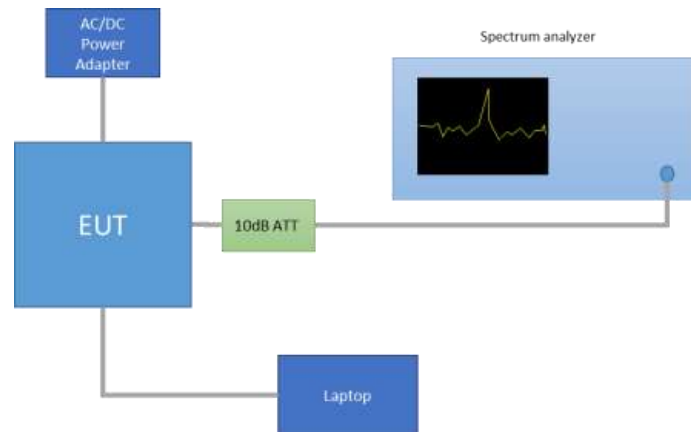 AC/DC
Power
Adapter
Spectrum analyzer
EUT
10dB ATT
Laptop